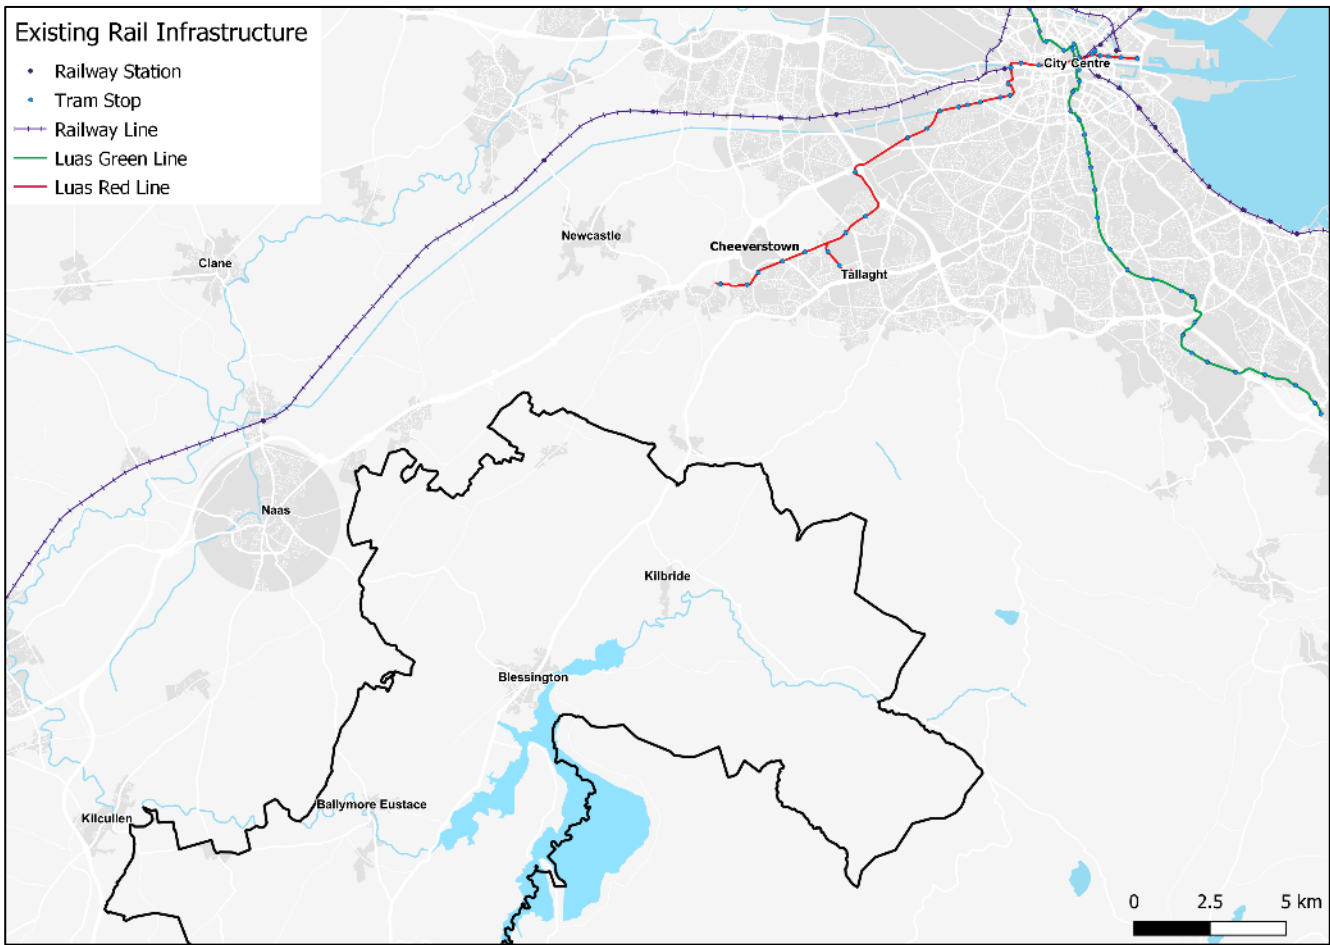 Existing Rail Infrastructure
Railway Station
Tram Stop
Railway Line
Luas Green Line
Luas Red Line
City Centre
Newcastle
Cheeverstown
Clane
Tallaght
Naas
Kilbride
Blessington
Ballymore Eustace
Kilcullen
0 2.5 5 km